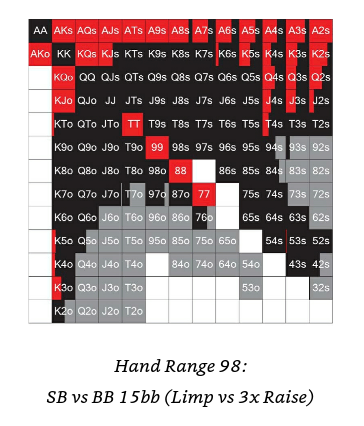 AA AKs AQs AJs ATs A9s A8s A7s A6s A5s A4s A3s A2s
AKo KK KQs KJs KTs K9s K8s K7s K6s K5s K4s K3s K2s
KQo QQ QJs QTs Q9s Q8s Q7s Q6s Q5s Q4s Q3s Q2s
KJo QJo JJ JTs J9s J8s J7s J6s J5s J4s J3s J2s
KTo QTo JTo TT T9s T8s T7s T6s T5s T4s T3s T2s
K9o Q9o J9o T9o 99 98s 97s 96s 95s 94s 93s 92s
K8o Q8o J8o T8o 98o 88 86s 85s 84s 83s 82s
K7o Q7o J7o T7o 97o 87o 77 75s 74s 73s 72s
K6o Q6o J6o T6o 96o 86o 76o 65s 64s 63s 62s
K5o Q5o J5o T5o 95o 85o 75o 65o 54s 53s 52s
K4o Q4o J4o T4o 84o 74o 64o 54o 43s 42s
K3o Q3o J3o T3o 53o 32s
K2o Q2o J2o T2o
Hand Range 98:
SB vs BB 15bb (Limp vs 3x Raise)